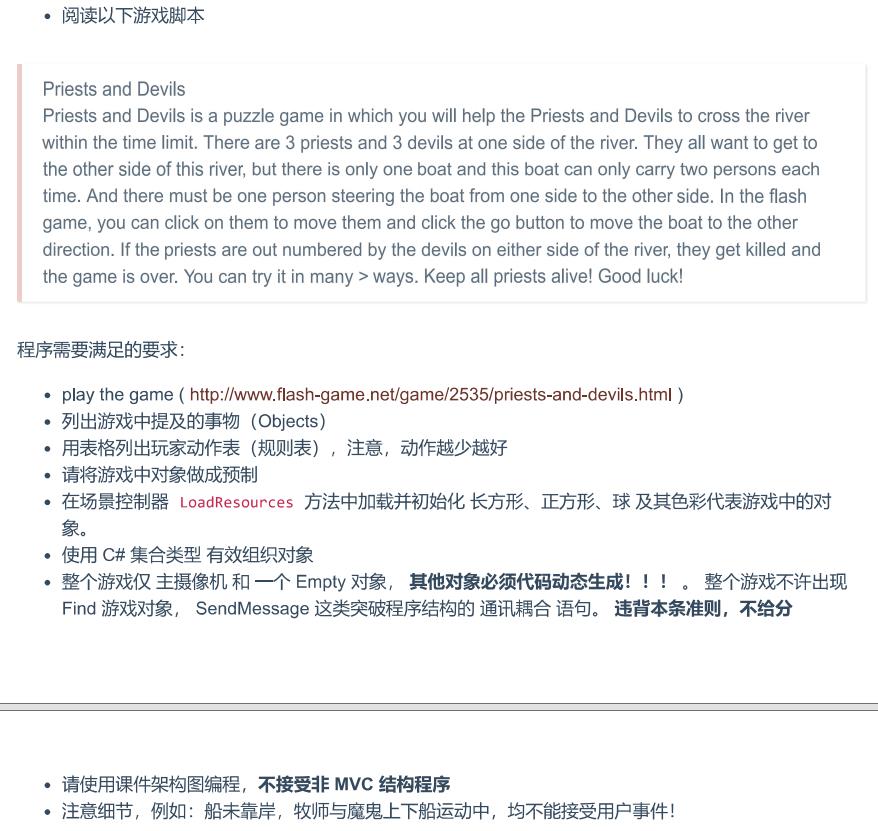 • 阅读以下游戏脚本
Priests and Devils
Priests and Devils is a puzzle game in which you will help the Priests and Devils to cross the river
within the time limit. There are 3 priests and 3 devils at one side of the river. They all want to get to
the other side of this river, but there is only one boat and this boat can only carry two persons each
time. And there must be one person steering the boat from one side to the other side. In the flash
game, you can click on them to move them and click the go button to move the boat to the other
direction. If the priests are out numbered by the devils on either side of the river, they get killed and
the game is over. You can try it in many > ways. Keep all priests alive! Good luck!
程序需要满足的要求：
• play the game ( http://www.flash-game.net/game/2535/priests-and-devils.html )
• 列出游戏中提及的事物（Objects）
• 用表格列出玩家动作表（规则表），注意，动作越少越好
• 请将游戏中对象做成预制
• 在场景控制器 LoadResources 方法中加载并初始化 长方形、正方形、球 及其色彩代表游戏中的对
象。
• 使用 C# 集合类型 有效组织对象
• 整个游戏仅 主摄像机 和 一个 Empty 对象， 其他对象必须代码动态生成！！！ 。 整个游戏不许出现
Find 游戏对象， SendMessage 这类突破程序结构的 通讯耦合 语句。 违背本条准则，不给分
• 请使用课件架构图编程，不接受非 MVC 结构程序
• 注意细节，例如：船未靠岸，牧师与魔鬼上下船运动中，均不能接受用户事件！